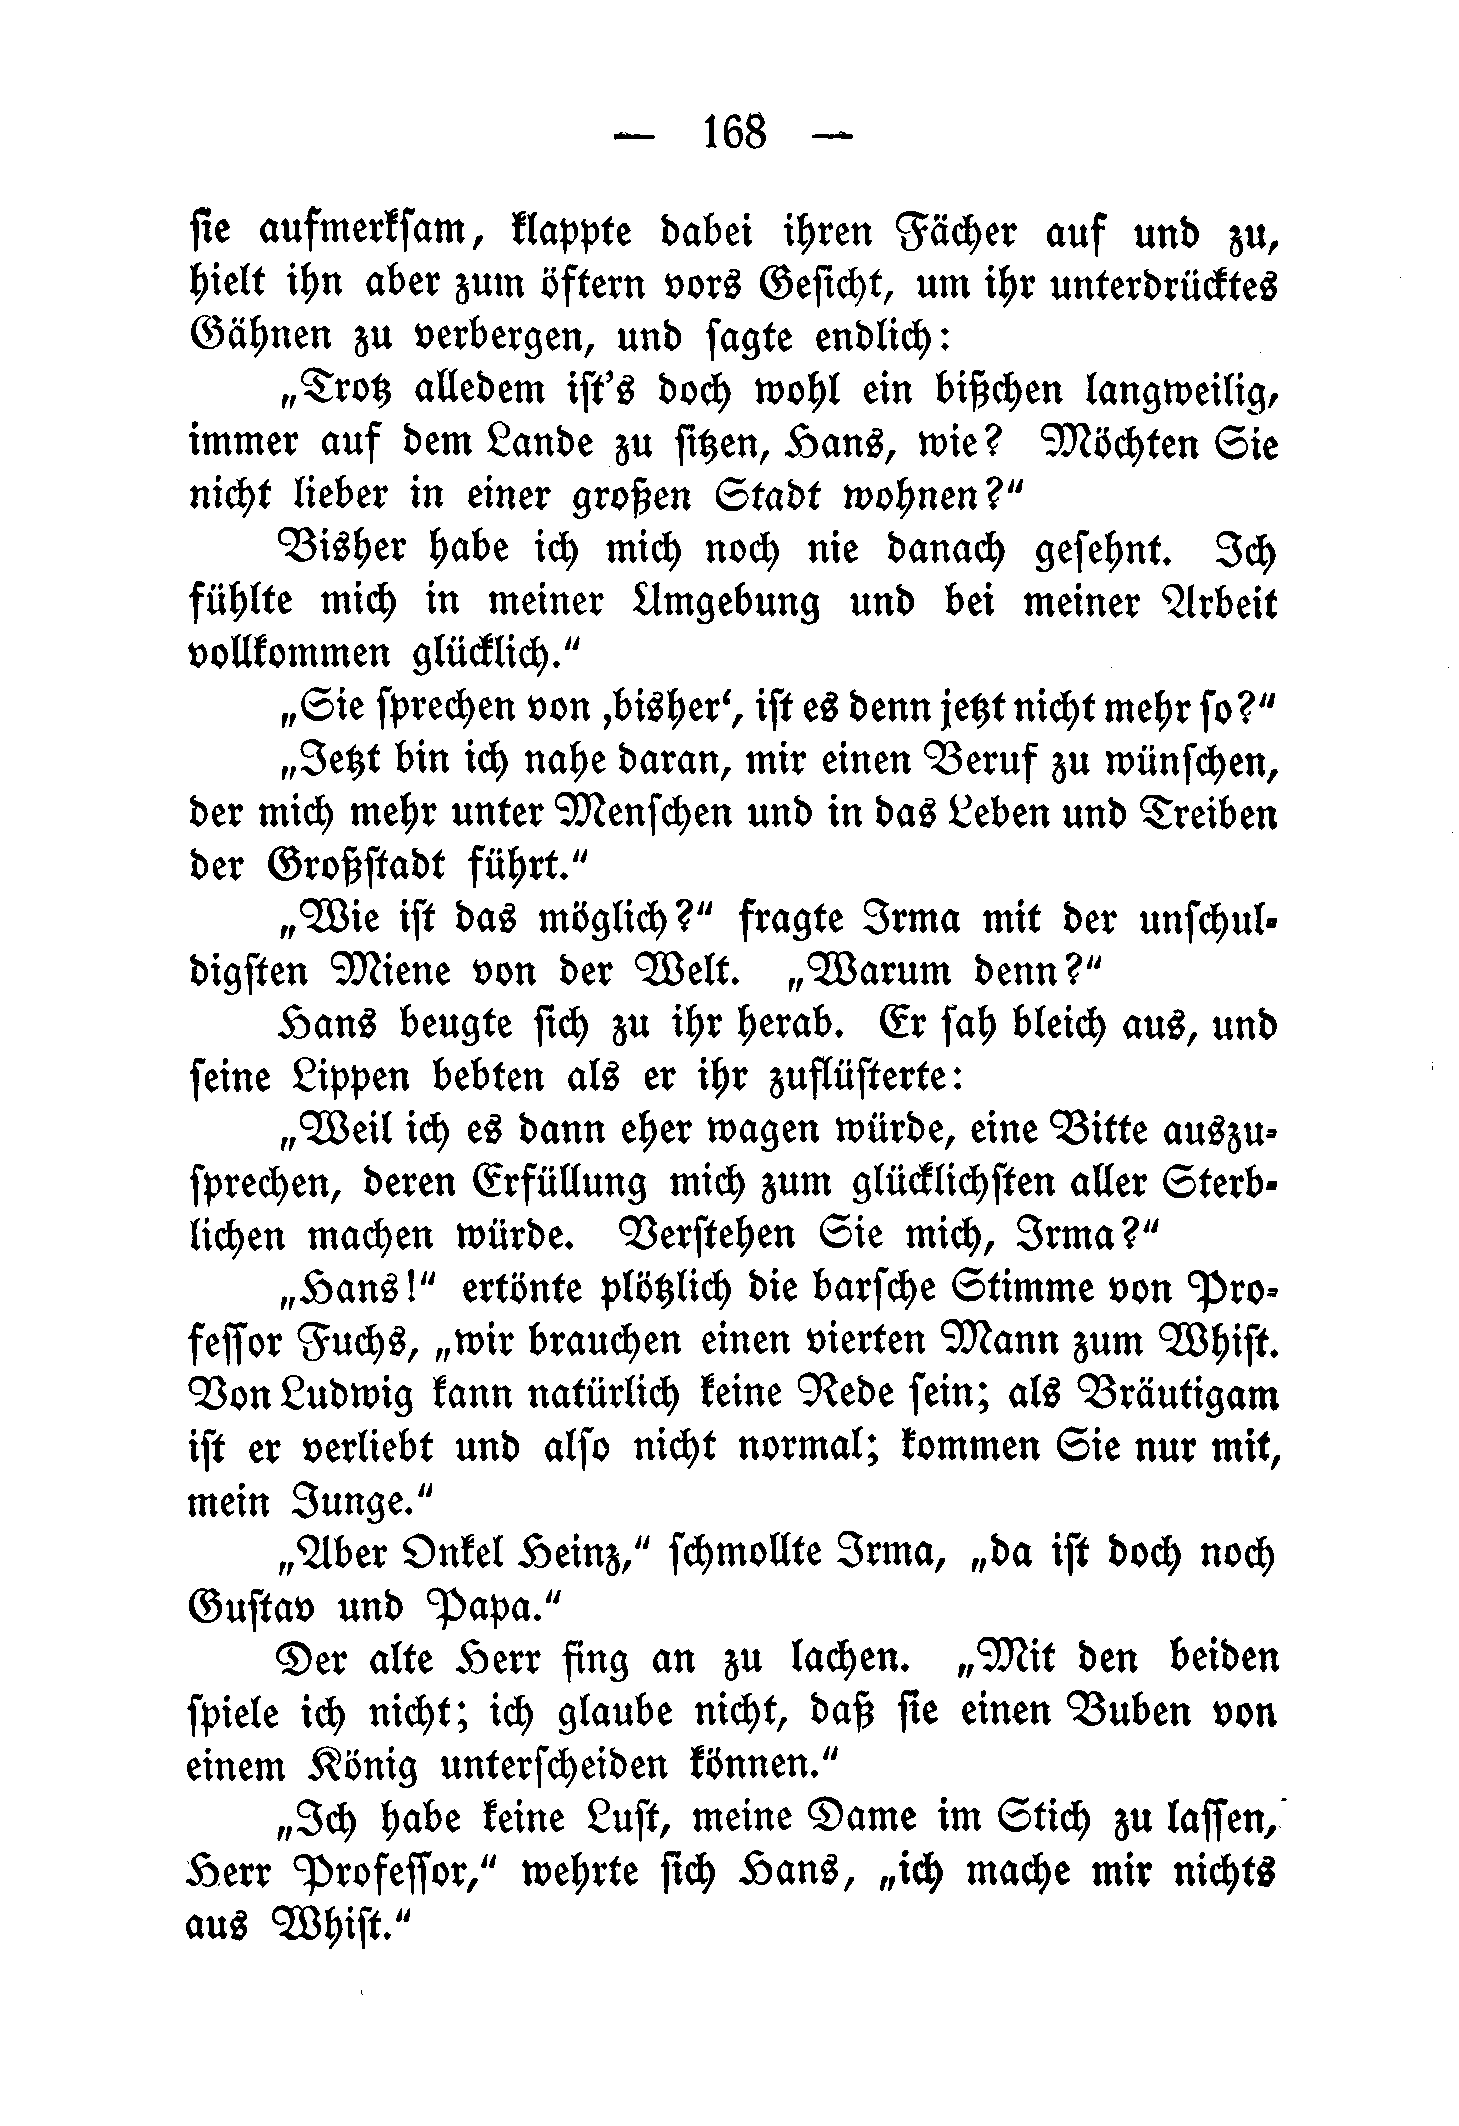 — 168 —
sie aufmerksam, klappte dabei ihren Fächer auf und zu,
hielt ihn aber zum öftern vors Gesicht, um ihr unterdrücktes
Gähnen zu verbergen, und sagte endlich:
„Trotz alledem ist's doch wohl ein bißchen langweilig,
immer auf dem Lande zu sitzen, Hans, wie? Möchten Sie
nicht lieber in einer großen Stadt wohnen?“
Bisher habe ich mich noch nie danach gesehnt. Ich
fühlte mich in meiner Umgebung und bei meiner Arbeit
vollkommen glücklich.“
„Sie sprechen von ‚bisher‘, ist es denn jetzt nicht mehr so?“
„Jetzt bin ich nahe daran, mir einen Beruf zu wünschen,
der mich mehr unter Menschen und in das Leben und Treiben
der Großstadt führt.“
„Wie ist das möglich?“ fragte Irma mit der unschul-
digsten Miene von der Welt. „Warum denn?“
Hans beugte sich zu ihr herab. Er sah bleich aus, und
seine Lippen bebten als er ihr zuflüsterte:
„Weil ich es dann eher wagen würde, eine Bitte auszu-
sprechen, deren Erfüllung mich zum glücklichsten aller Sterb-
lichen machen würde. Verstehen Sie mich, Irma?“
„Hans!“ ertönte plötzlich die barsche Stimme von Pro-
fessor Fuchs, „wir brauchen einen vierten Mann zum Whist.
Von Ludwig kann natürlich keine Rede sein; als Bräutigam
ist er verliebt und also nicht normal; kommen Sie nur mit,
mein Junge.“
„Aber Onkel Heinz,“ schmollte Irma, „da ist doch noch
Gustav und Papa.“
Der alte Herr fing an zu lachen. „Mit den beiden
spiele ich nicht; ich glaube nicht, daß sie einen Buben von
einem König unterscheiden können.“
„Ich habe keine Lust, meine Dame im Stich zu lassen,
Herr Professor,“ wehrte sich Hans, „ich mache mir nichts
aus Whist.“